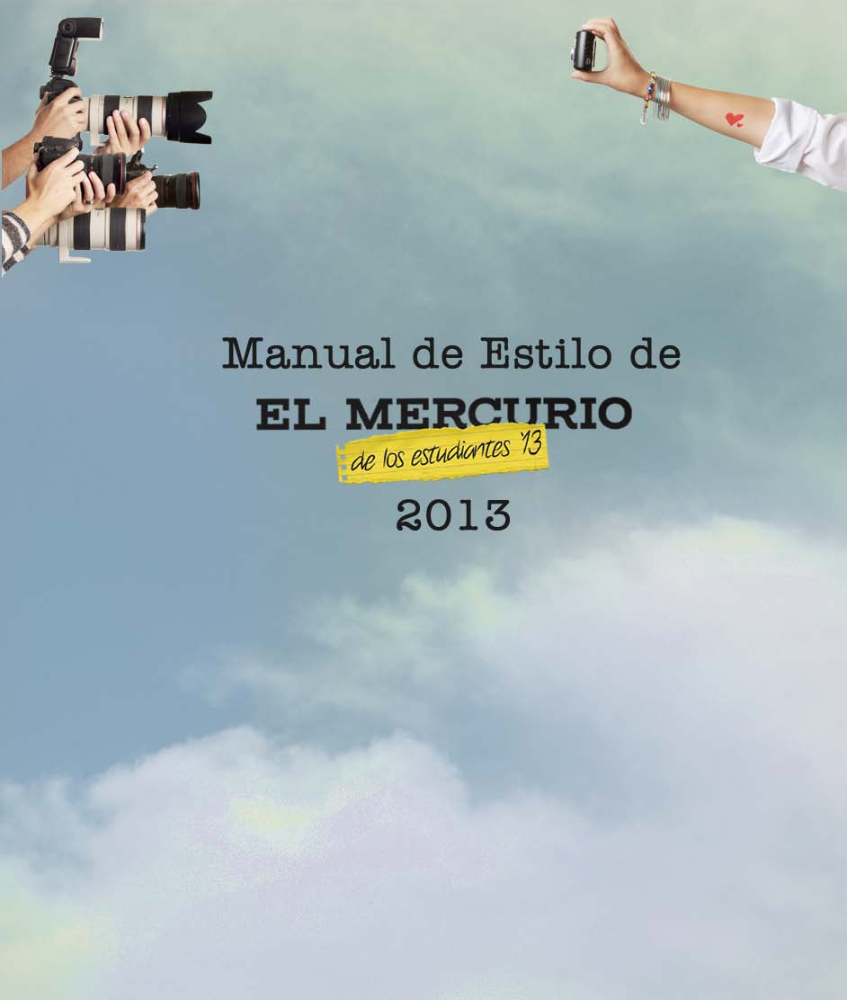 Manual de Estilo de
EL MERCURIO
de los estudiantes '13
2013